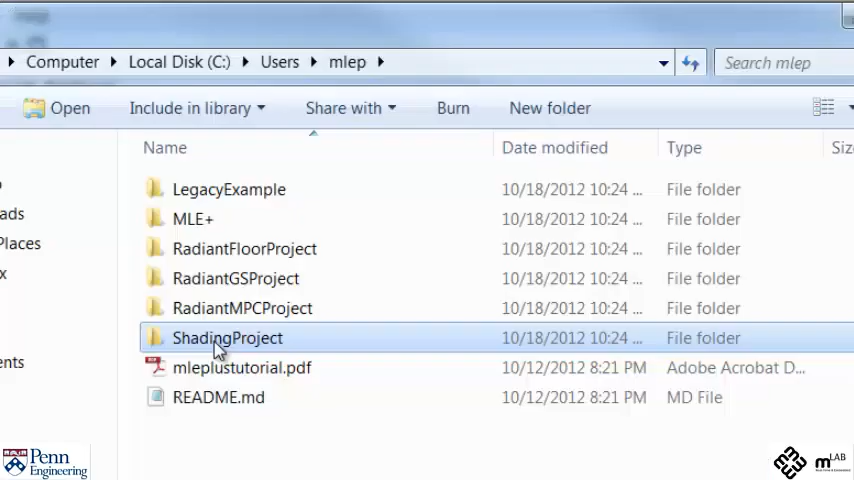 Computer Local Disk (C:) Users mlep Search mlep
Open Include in library Share with Burn New folder
Name Date modified Type Siz
LegacyExample 10/18/2012 10:24 ... File folder
ads MLE+ 10/18/2012 10:24 ... File folder
Places RadiantFloorProject 10/18/2012 10:24 ... File folder
x RadiantGSProject 10/18/2012 10:24 ... File folder
RadiantMPCProject 10/18/2012 10:24 ... File folder
ShadingProject 10/18/2012 10:24 ... File folder
ents mleplustutorial.pdf 10/12/2012 8:21 PM Adobe Acrobat D...
README.md 10/12/2012 8:21 PM MD File
Penn
Engineering
mLAB